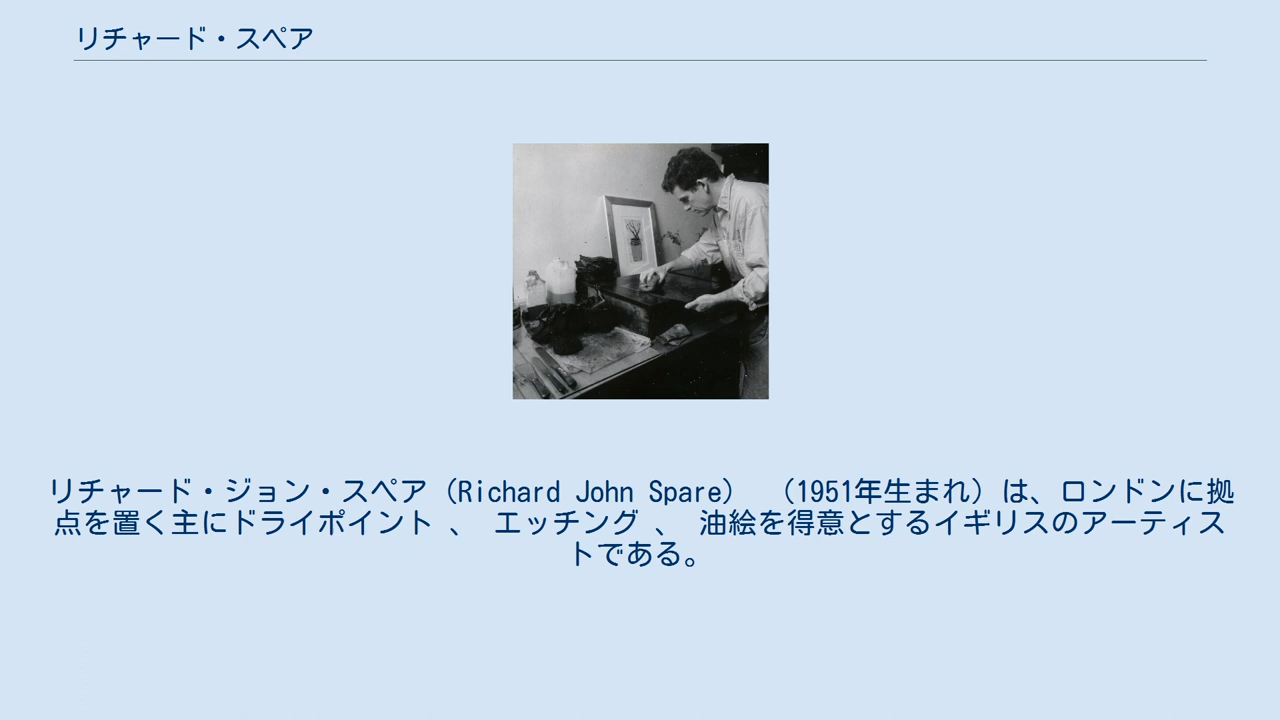 リチャード・スペア
リチャード・ジョン・スペア（Richard John Spare） （1951年生まれ）は、ロンドンに拠
点を置く主にドライポイント 、 エッチング 、 油絵を得意とするイギリスのアーティス
トである。